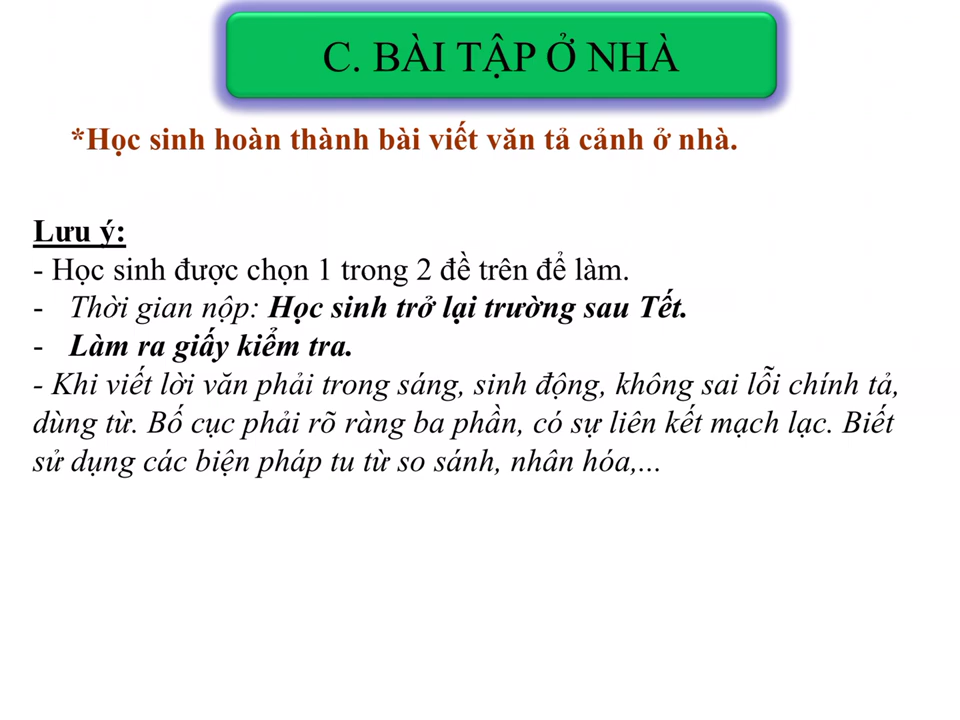 C. BÀI TẬP Ở NHÀ
*Học sinh hoàn thành bài viết văn tả cảnh ở nhà.
Lưu ý:
- Học sinh được chọn 1 trong 2 đề trên để làm.
- Thời gian nộp: Học sinh trở lại trường sau Tết.
- Làm ra giấy kiểm tra.
- Khi viết lời văn phải trong sáng, sinh động, không sai lỗi chính tả,
dùng từ. Bố cục phải rõ ràng ba phần, có sự liên kết mạch lạc. Biết
sử dụng các biện pháp tu từ so sánh, nhân hóa,...